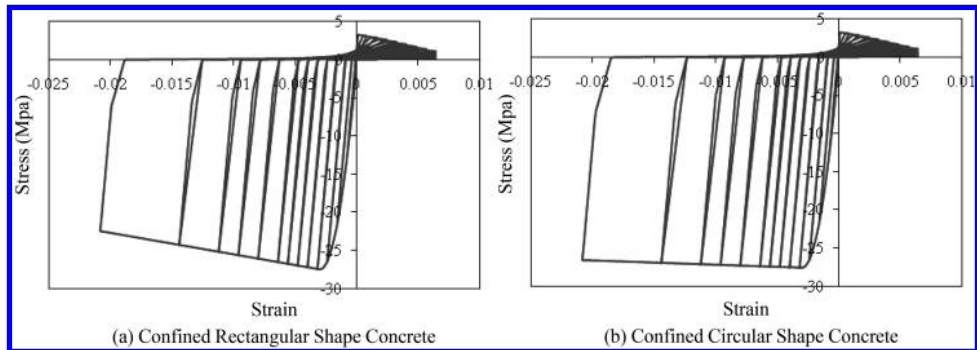 5
0
-0.025 -0.02 -0.015 -0.01 -0.005 0 0.005 0.01
-5
-10
-15
-20
-25
-30
Stress (Mpa)
Strain
(a) Confined Rectangular Shape Concrete
5
0
-0.025 -0.02 -0.015 -0.01 -0.005 0 0.005 0.01
-5
-10
-15
-20
-25
-30
Stress (Mpa)
Strain
(b) Confined Circular Shape Concrete